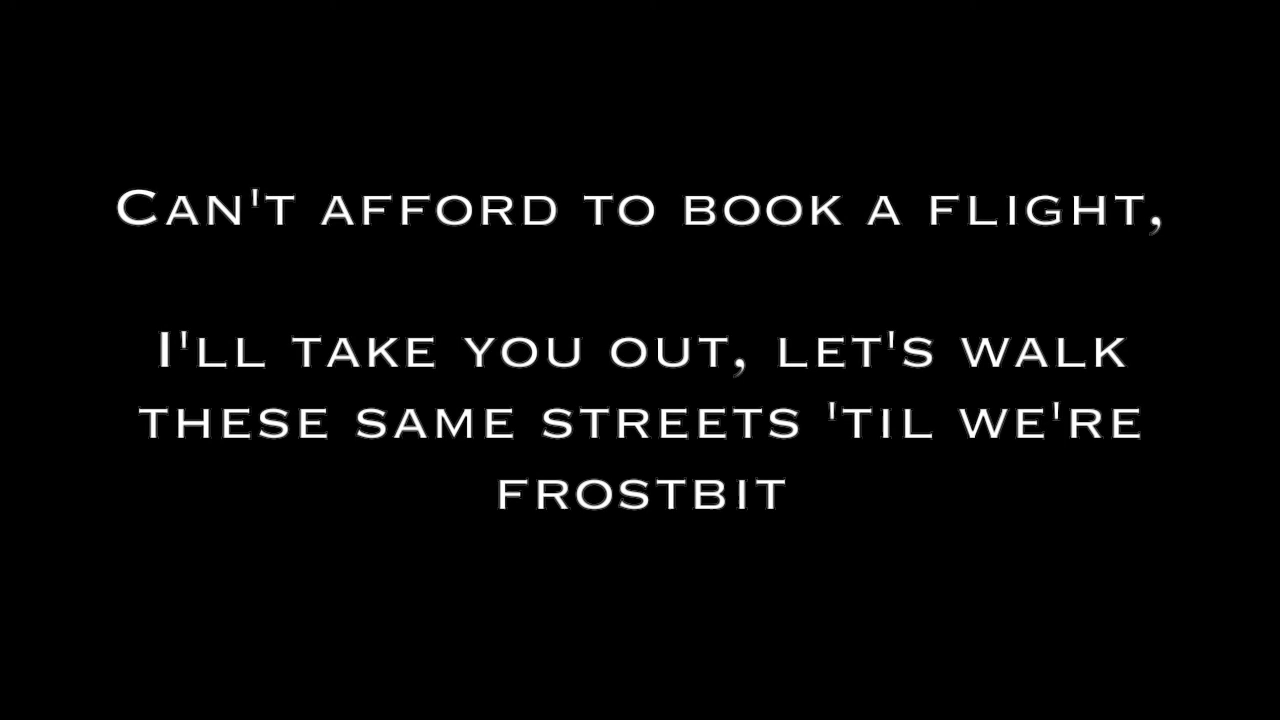 Can't afford to book a flight,
I'll take you out, let's walk
these same streets 'til we're
frostbit